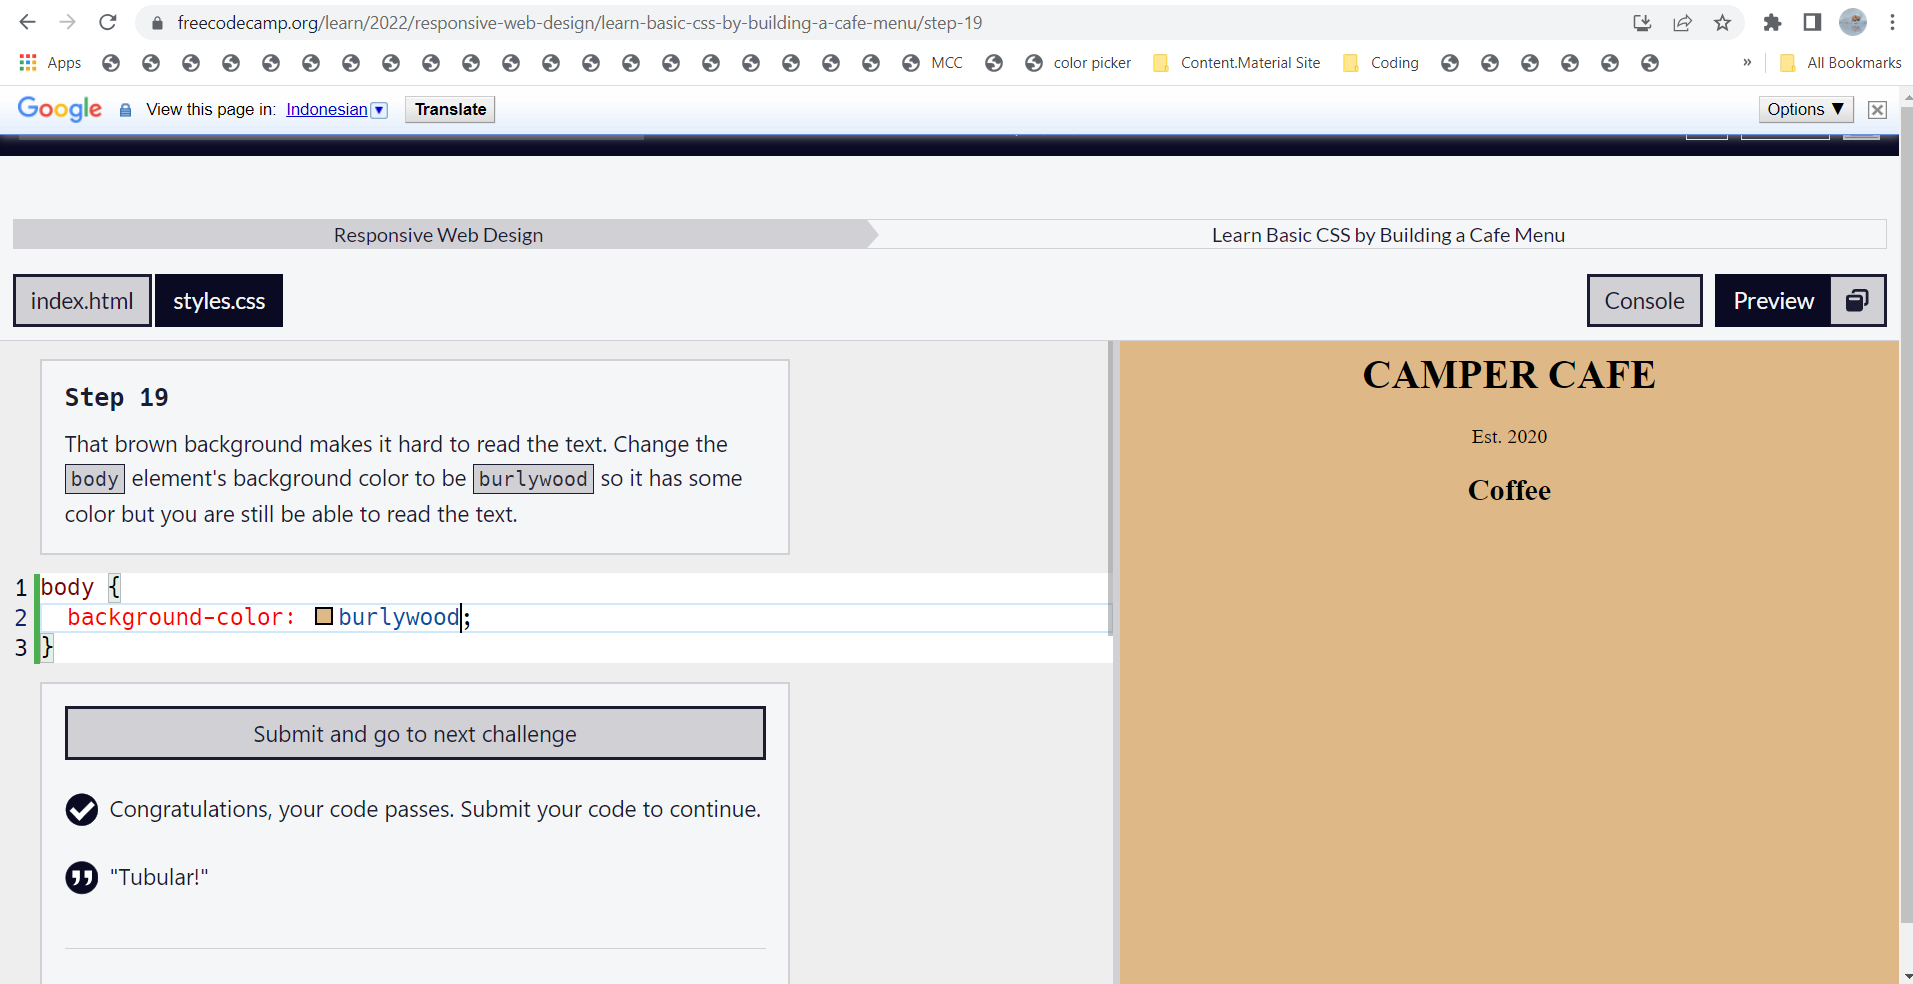 freecodecamp.org/learn/2022/responsive-web-design/learn-basic-css-by-building-a-cafe-menu/step-19
Apps MCC color picker Content.Material Site Coding » All Bookmarks
Google View this page in: Indonesian Translate Options ▼
Responsive Web Design Learn Basic CSS by Building a Cafe Menu
index.html styles.css Console Preview
Step 19
That brown background makes it hard to read the text. Change the
body element's background color to be burlywood so it has some
color but you are still be able to read the text.
1 body {
2 background-color: burlywood;
3 }
Submit and go to next challenge
Congratulations, your code passes. Submit your code to continue.
"Tubular!"
CAMPER CAFE
Est. 2020
Coffee